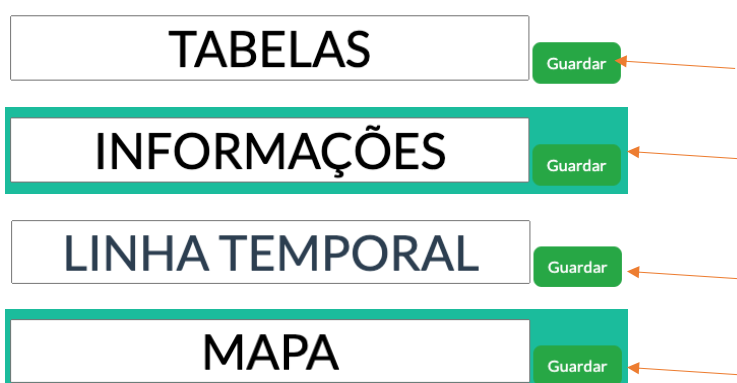 TABELAS
Guardar
INFORMAÇÕES
Guardar
LINHA TEMPORAL
Guardar
MAPA
Guardar